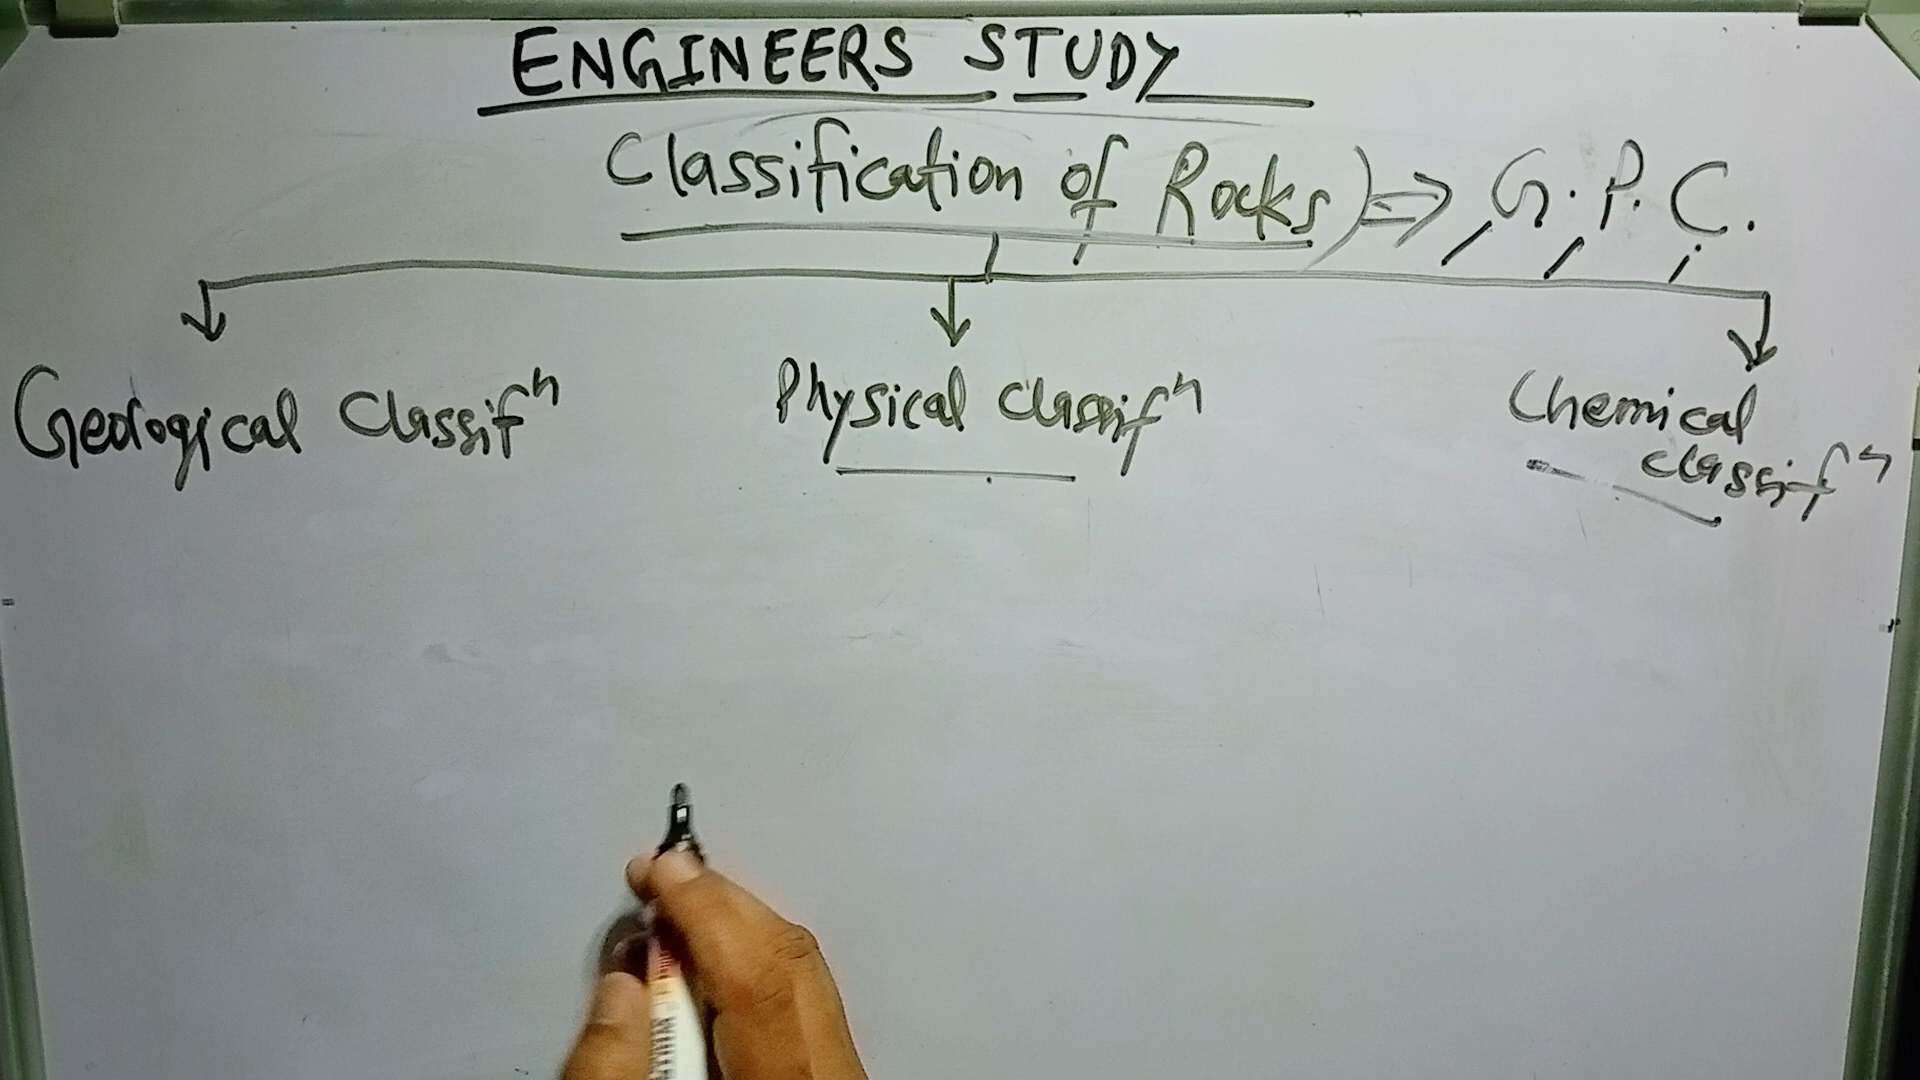 ENGINEERS STUDY
Classification of Rocks) => G.P.C.
Geological Classifⁿ
Physical Classifⁿ
Chemical
classifⁿ